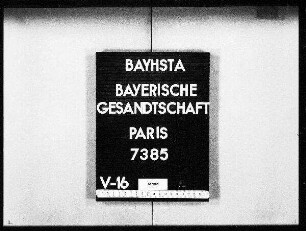 BAYHSTA
BAYERISCHE
GESANDTSCHAFT
PARIS
7385
V-16